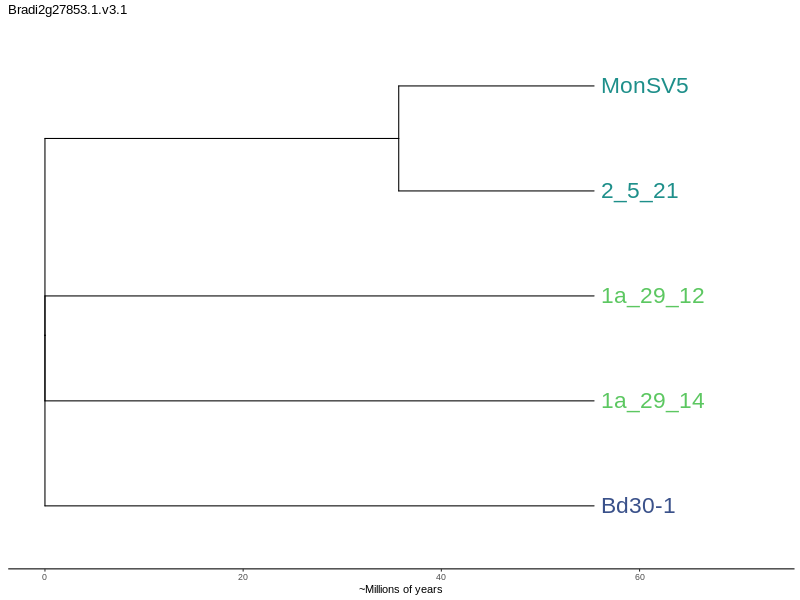 Bradi2g27853.1.v3.1
MonSV5
2_5_21
1a_29_12
1a_29_14
Bd30-1
0 20 40 60
~Millions of years